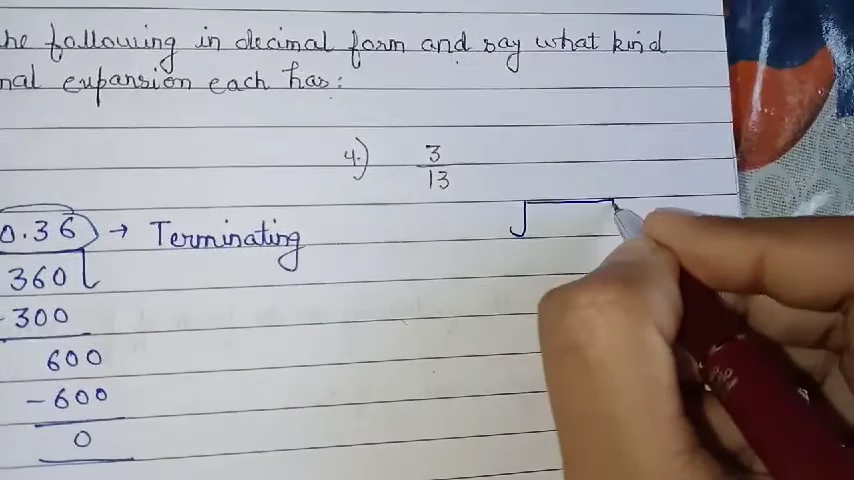 he following in decimal form and say what kind
nal expansion each has:
4.) 3/13
0.36 → Terminating
360
-300
600
-600
0